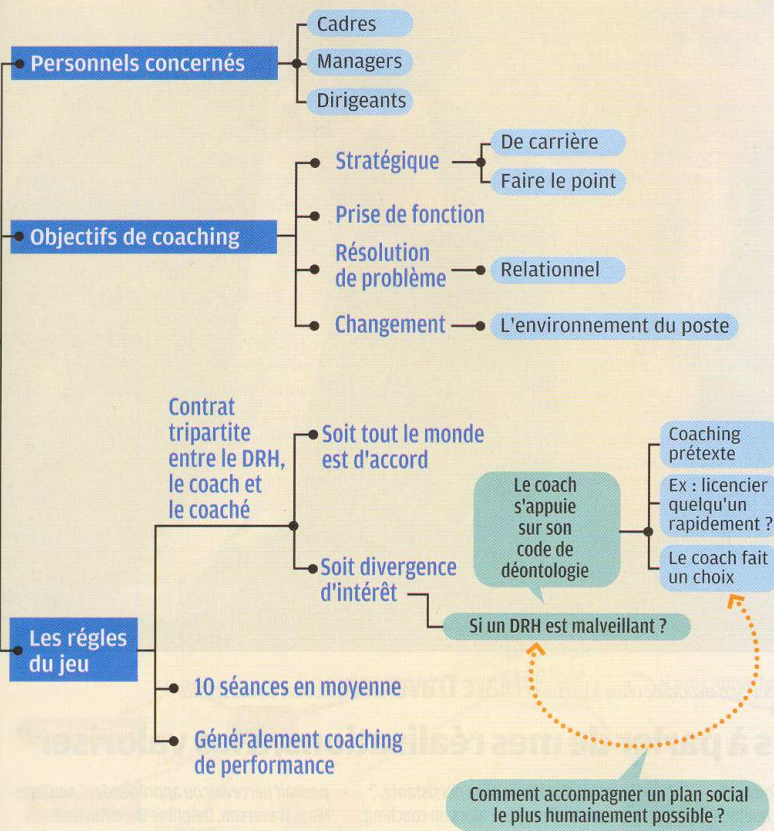 Personnels concernés
Cadres
Managers
Dirigeants
Objectifs de coaching
Stratégique
De carrière
Faire le point
Prise de fonction
Résolution
de problème
Relationnel
Changement
L'environnement du poste
Les régles
du jeu
Contrat
tripartite
entre le DRH,
le coach et
le coaché
Soit tout le monde
est d'accord
Soit divergence
d'intérêt
Le coach
s'appuie
sur son
code de
déontologie
Coaching
prétexte
Ex : licencier
quelqu'un
rapidement ?
Le coach fait
un choix
Si un DRH est malveillant ?
10 séances en moyenne
Généralement coaching
de performance
Comment accompagner un plan social
le plus humainement possible ?